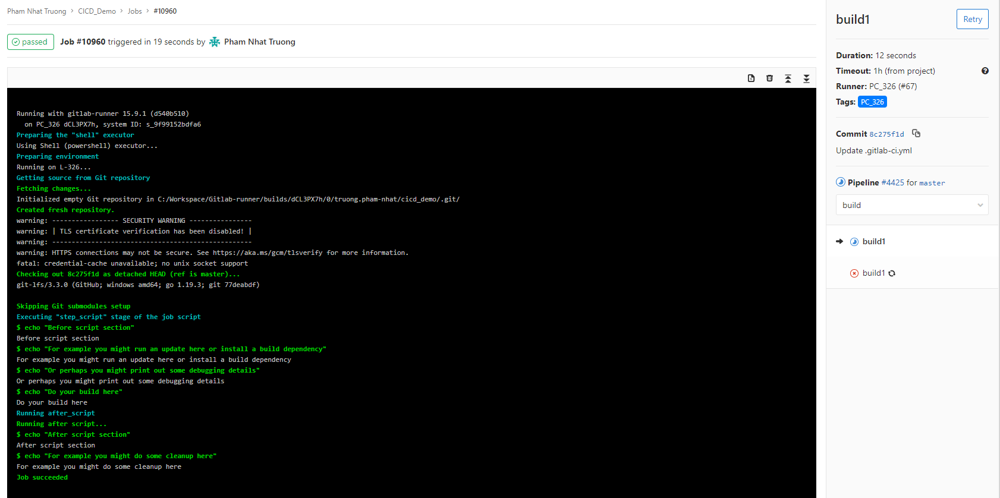 Pham Nhat Truong > CICD_Demo > Jobs > #10960
passed Job #10960 triggered in 19 seconds by Pham Nhat Truong
Running with gitlab-runner 15.9.1 (d540b510)
on PC_326 dCL3PX7h, system ID: s_9f99152bdfa6
Preparing the "shell" executor
Using Shell (powershell) executor...
Preparing environment
Running on L-326...
Getting source from Git repository
Fetching changes...
Initialized empty Git repository in C:/Workspace/Gitlab-runner/builds/dCL3PX7h/0/truong.pham-nhat/cicd_demo/.git/
Created fresh repository.
warning: ----------------- SECURITY WARNING ----------------
warning: | TLS certificate verification has been disabled! |
warning: ---------------------------------------------------
warning: HTTPS connections may not be secure. See https://aka.ms/gcm/tlsverify for more information.
fatal: credential-cache unavailable; no unix socket support
Checking out 8c275f1d as detached HEAD (ref is master)...
git-lfs/3.3.0 (GitHub; windows amd64; go 1.19.3; git 77deabdf)
Skipping Git submodules setup
Executing "step_script" stage of the job script
$ echo "Before script section"
Before script section
$ echo "For example you might run an update here or install a build dependency"
For example you might run an update here or install a build dependency
$ echo "Or perhaps you might print out some debugging details"
Or perhaps you might print out some debugging details
$ echo "Do your build here"
Do your build here
Running after_script
Running after script...
$ echo "After script section"
After script section
$ echo "For example you might do some cleanup here"
For example you might do some cleanup here
Job succeeded
build1
Retry
Duration: 12 seconds
Timeout: 1h (from project)
Runner: PC_326 (#67)
Tags: PC_326
Commit 8c275f1d
Update .gitlab-ci.yml
Pipeline #4425 for master
build
build1
build1